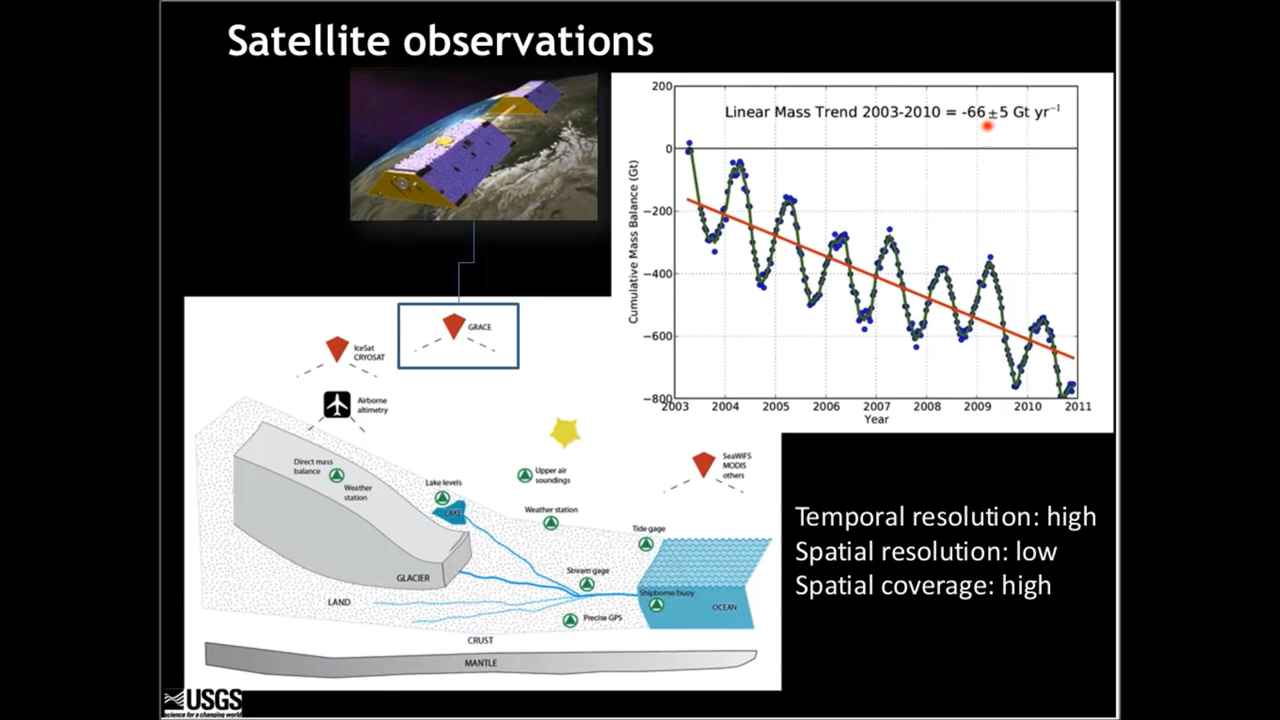 Satellite observations
200
Linear Mass Trend 2003-2010 = -66±5 Gt yr⁻¹
0
−200
−400
−600
−800
Cumulative Mass Balance (Gt)
2003 2004 2005 2006 2007 2008 2009 2010 2011
Year
GRACE
IceSat
CRYOSAT
Airborne
altimetry
SeaWiFS
MODIS
others
Direct mass
balance
Weather
station
Lake levels
LAKE
Upper air
soundings
Weather station
Tide gage
Stream gage
Shipborne/buoy
OCEAN
Precise GPS
GLACIER
LAND
CRUST
MANTLE
Temporal resolution: high
Spatial resolution: low
Spatial coverage: high
USGS
science for a changing world